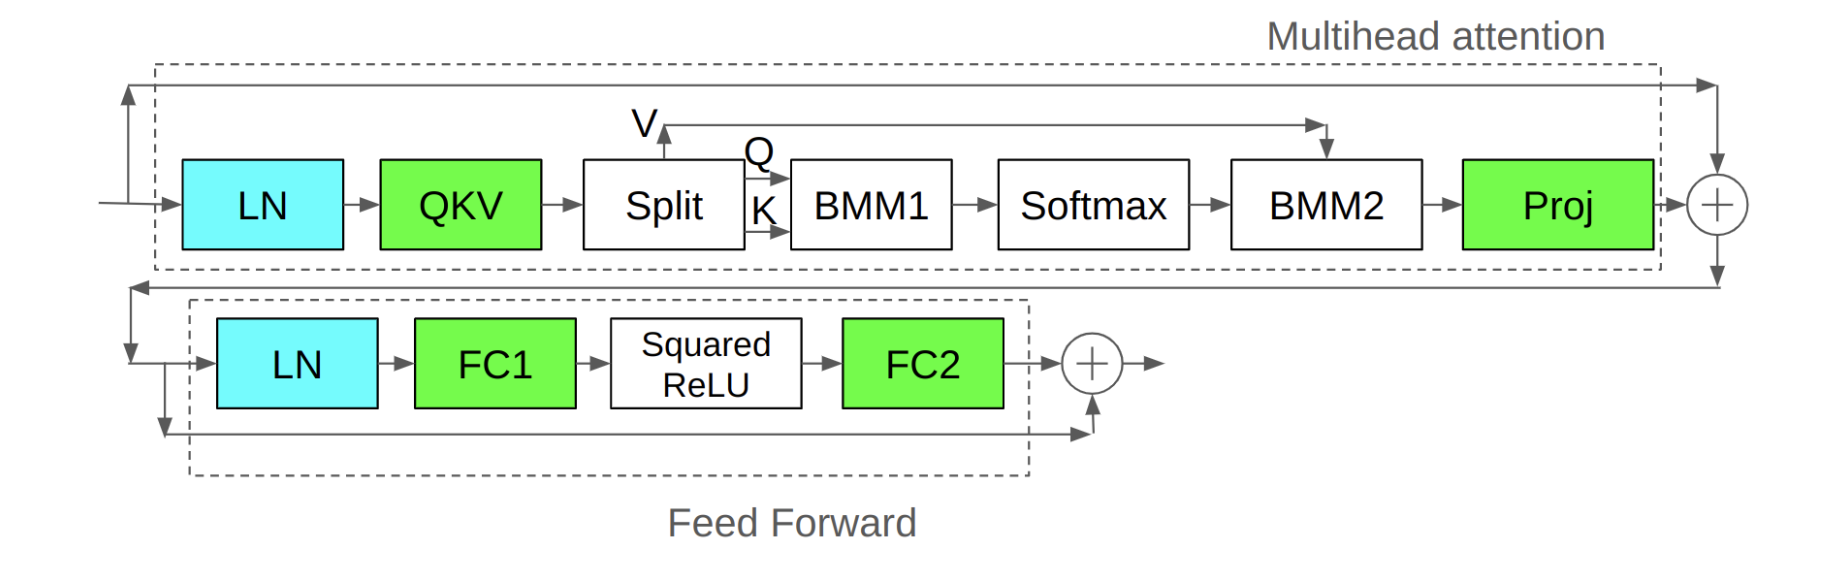 Multihead attention
V
Q
LN
QKV
Split
K
BMM1
Softmax
BMM2
Proj
LN
FC1
Squared
ReLU
FC2
Feed Forward